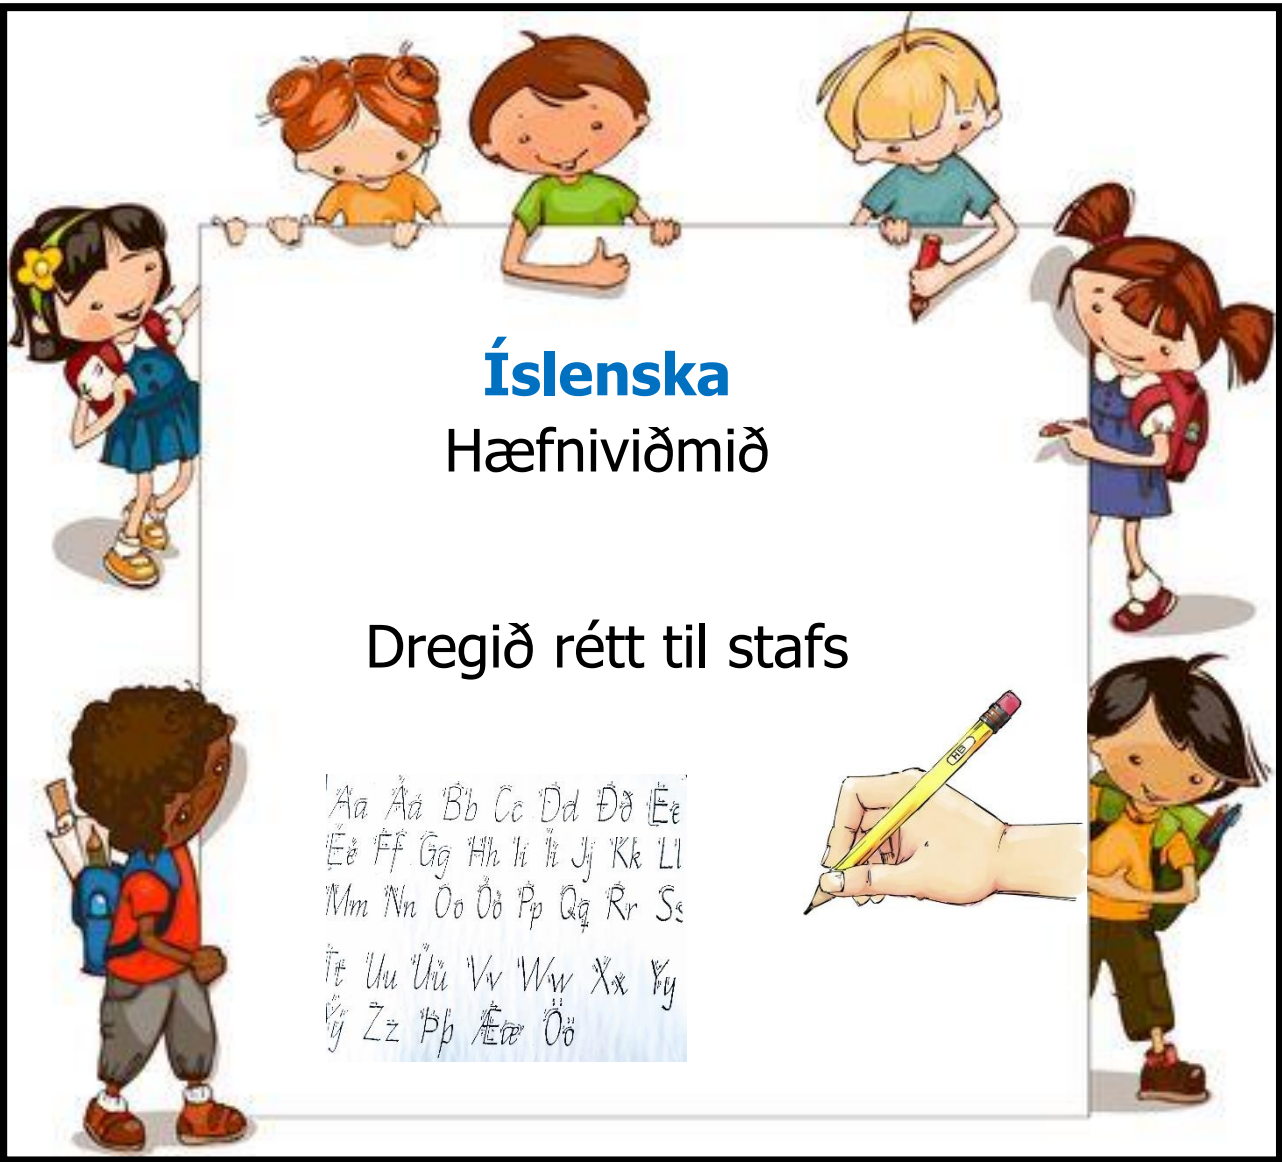 Íslenska
Hæfniviðmið
Dregið rétt til stafs
HB
Aa Áá Bb Cc Dd Ðð Ee
Éé Ff Gg Hh Ii Íí Jj Kk Ll
Mm Nn Oo Óó Pp Qq Rr Ss
Tt Uu Úú Vv Ww Xx Yy
Ýý Zz Þþ Ææ Öö